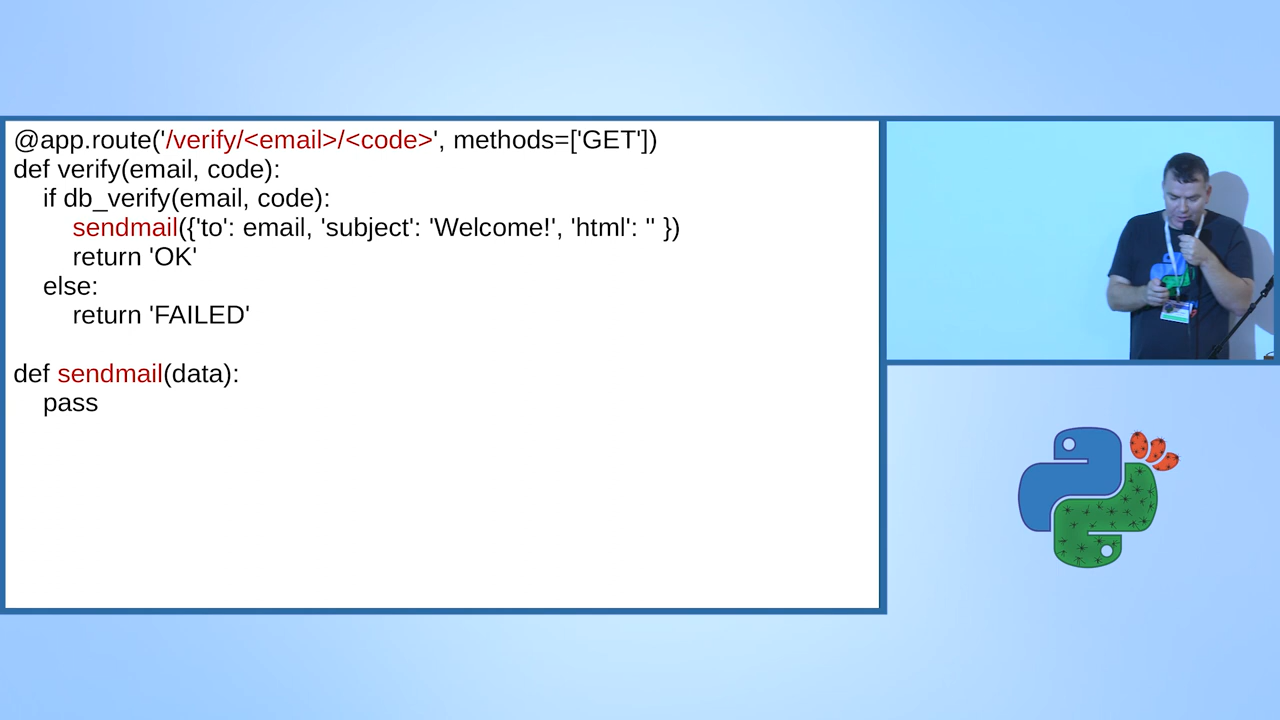 @app.route('/verify/<email>/<code>', methods=['GET'])
def verify(email, code):
    if db_verify(email, code):
        sendmail({'to': email, 'subject': 'Welcome!', 'html': '' })
        return 'OK'
    else:
        return 'FAILED'

def sendmail(data):
    pass